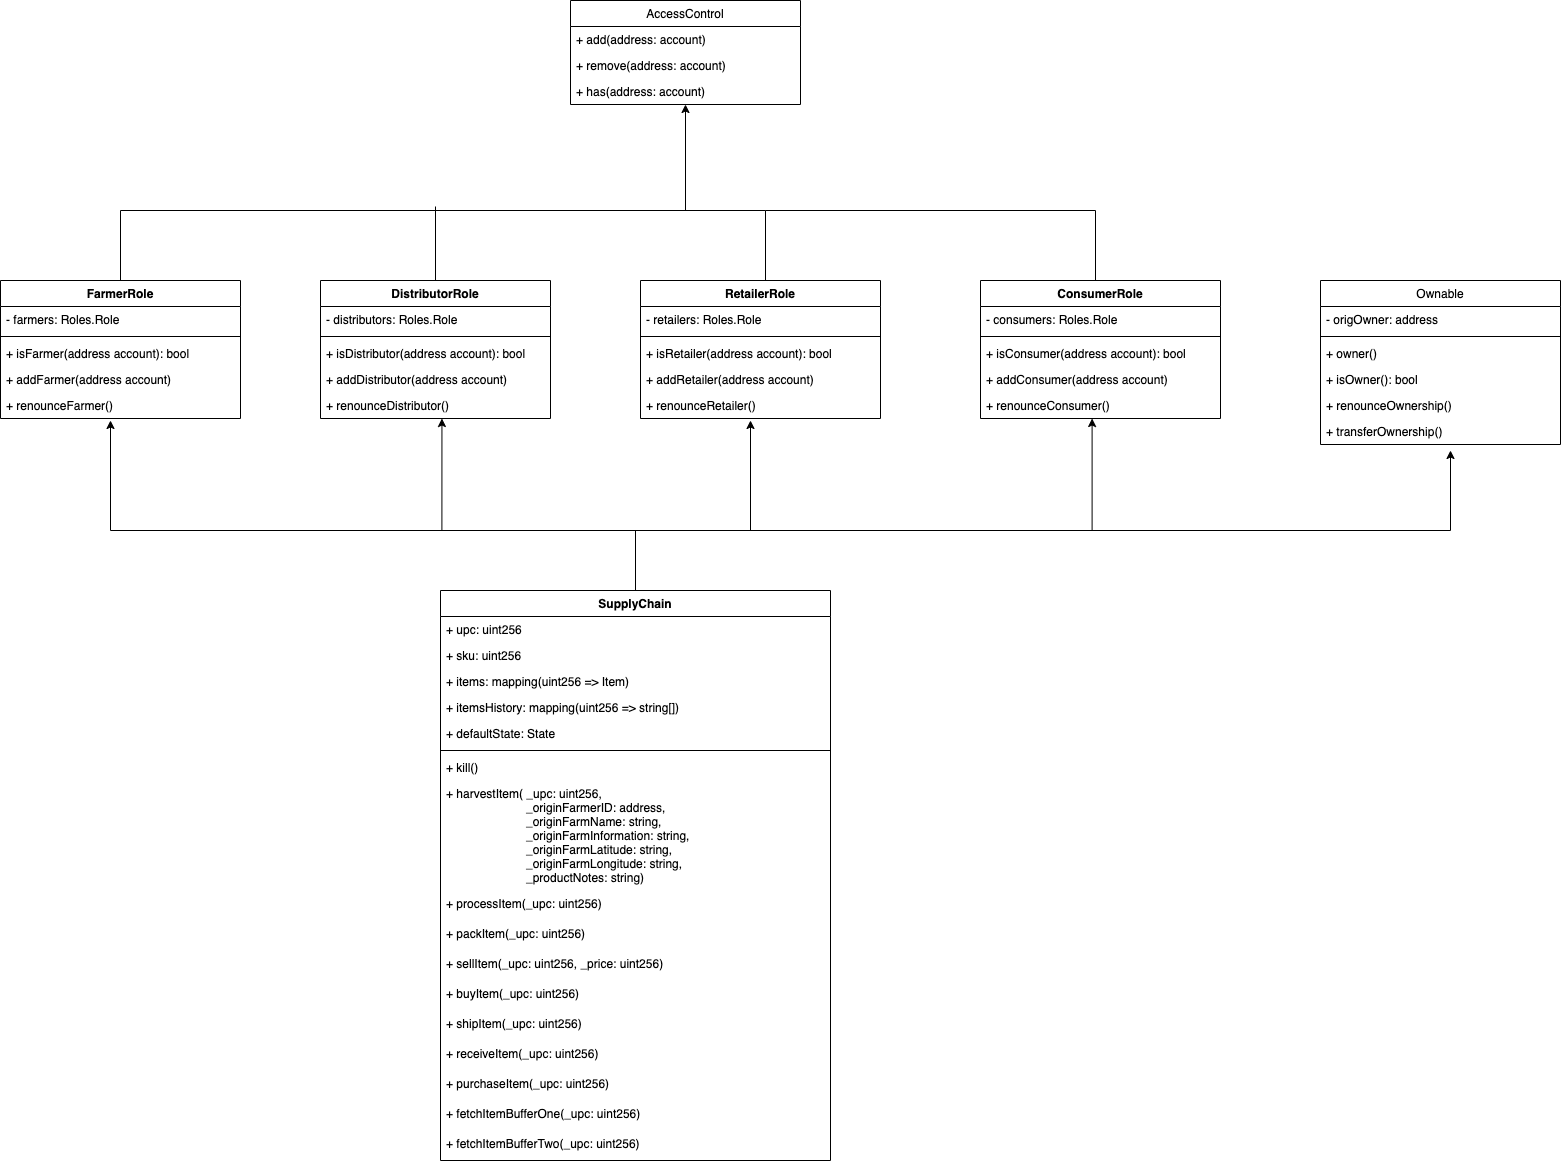 AccessControl
+ add(address: account)
+ remove(address: account)
+ has(address: account)
FarmerRole
- farmers: Roles.Role
+ isFarmer(address account): bool
+ addFarmer(address account)
+ renounceFarmer()
DistributorRole
- distributors: Roles.Role
+ isDistributor(address account): bool
+ addDistributor(address account)
+ renounceDistributor()
RetailerRole
- retailers: Roles.Role
+ isRetailer(address account): bool
+ addRetailer(address account)
+ renounceRetailer()
ConsumerRole
- consumers: Roles.Role
+ isConsumer(address account): bool
+ addConsumer(address account)
+ renounceConsumer()
Ownable
- origOwner: address
+ owner()
+ isOwner(): bool
+ renounceOwnership()
+ transferOwnership()
SupplyChain
+ upc: uint256
+ sku: uint256
+ items: mapping(uint256 => Item)
+ itemsHistory: mapping(uint256 => string[])
+ defaultState: State
+ kill()
+ harvestItem( _upc: uint256,
_originFarmerID: address,
_originFarmName: string,
_originFarmInformation: string,
_originFarmLatitude: string,
_originFarmLongitude: string,
_productNotes: string)
+ processItem(_upc: uint256)
+ packItem(_upc: uint256)
+ sellItem(_upc: uint256, _price: uint256)
+ buyItem(_upc: uint256)
+ shipItem(_upc: uint256)
+ receiveItem(_upc: uint256)
+ purchaseItem(_upc: uint256)
+ fetchItemBufferOne(_upc: uint256)
+ fetchItemBufferTwo(_upc: uint256)